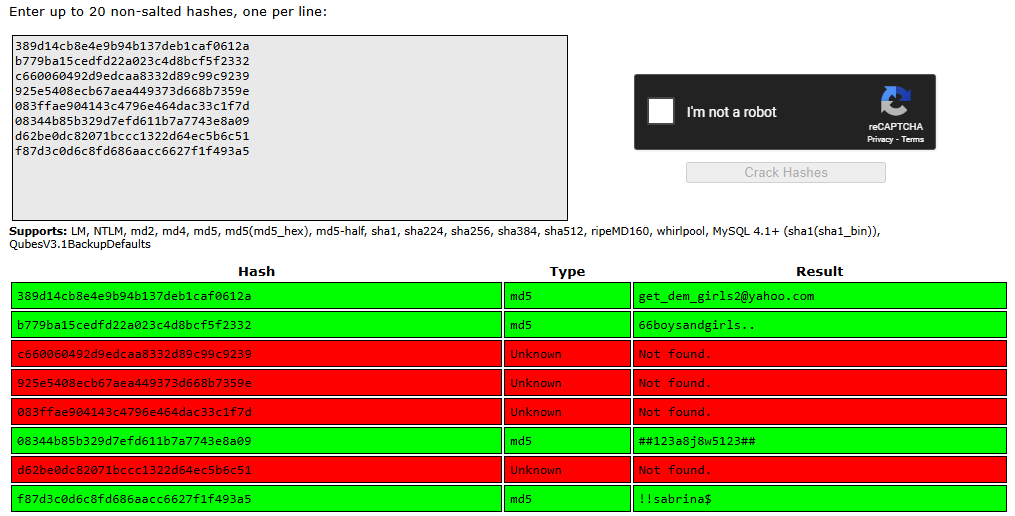 Enter up to 20 non-salted hashes, one per line:
389d14cb8e4e9b94b137deb1caf0612a
b779ba15cedfd22a023c4d8bcf5f2332
c660060492d9edcaa8332d89c99c9239
925e5408ecb67aea449373d668b7359e
083ffae904143c4796e464dac33c1f7d
08344b85b329d7efd611b7a7743e8a09
d62be0dc82071bccc1322d64ec5b6c51
f87d3c0d6c8fd686aacc6627f1f493a5
I'm not a robot
reCAPTCHA
Privacy - Terms
Crack Hashes
Supports: LM, NTLM, md2, md4, md5, md5(md5_hex), md5-half, sha1, sha224, sha256, sha384, sha512, ripeMD160, whirlpool, MySQL 4.1+ (sha1(sha1_bin)),
QubesV3.1BackupDefaults
Hash Type Result
389d14cb8e4e9b94b137deb1caf0612a md5 get_dem_girls2@yahoo.com
b779ba15cedfd22a023c4d8bcf5f2332 md5 66boysandgirls..
c660060492d9edcaa8332d89c99c9239 Unknown Not found.
925e5408ecb67aea449373d668b7359e Unknown Not found.
083ffae904143c4796e464dac33c1f7d Unknown Not found.
08344b85b329d7efd611b7a7743e8a09 md5 ##123a8j8w5123##
d62be0dc82071bccc1322d64ec5b6c51 Unknown Not found.
f87d3c0d6c8fd686aacc6627f1f493a5 md5 !!sabrina$